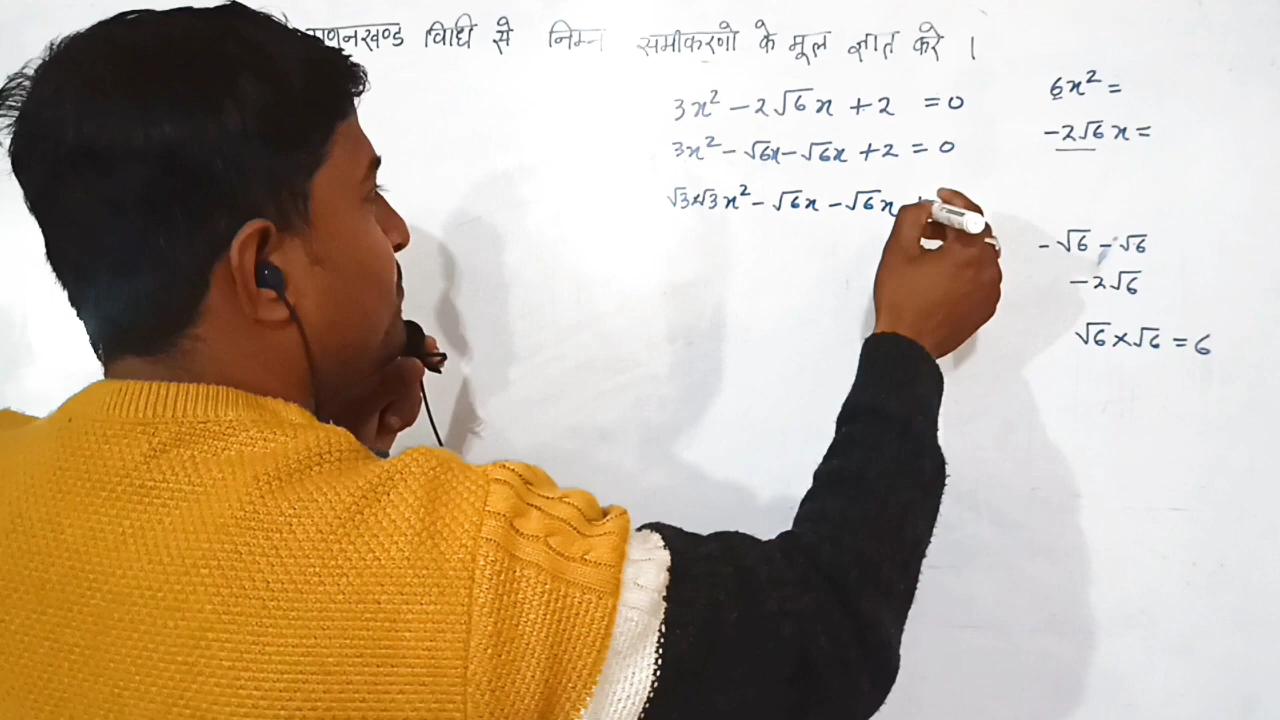 गुणनखण्ड विधि से निम्न समीकरणो के मूल ज्ञात करे ।
3x² - 2√6x + 2 = 0
3x² - √6x - √6x + 2 = 0
√3×√3x² - √6x - √6x
6x² =
-2√6x =
-√6 - √6
-2√6
√6 × √6 = 6